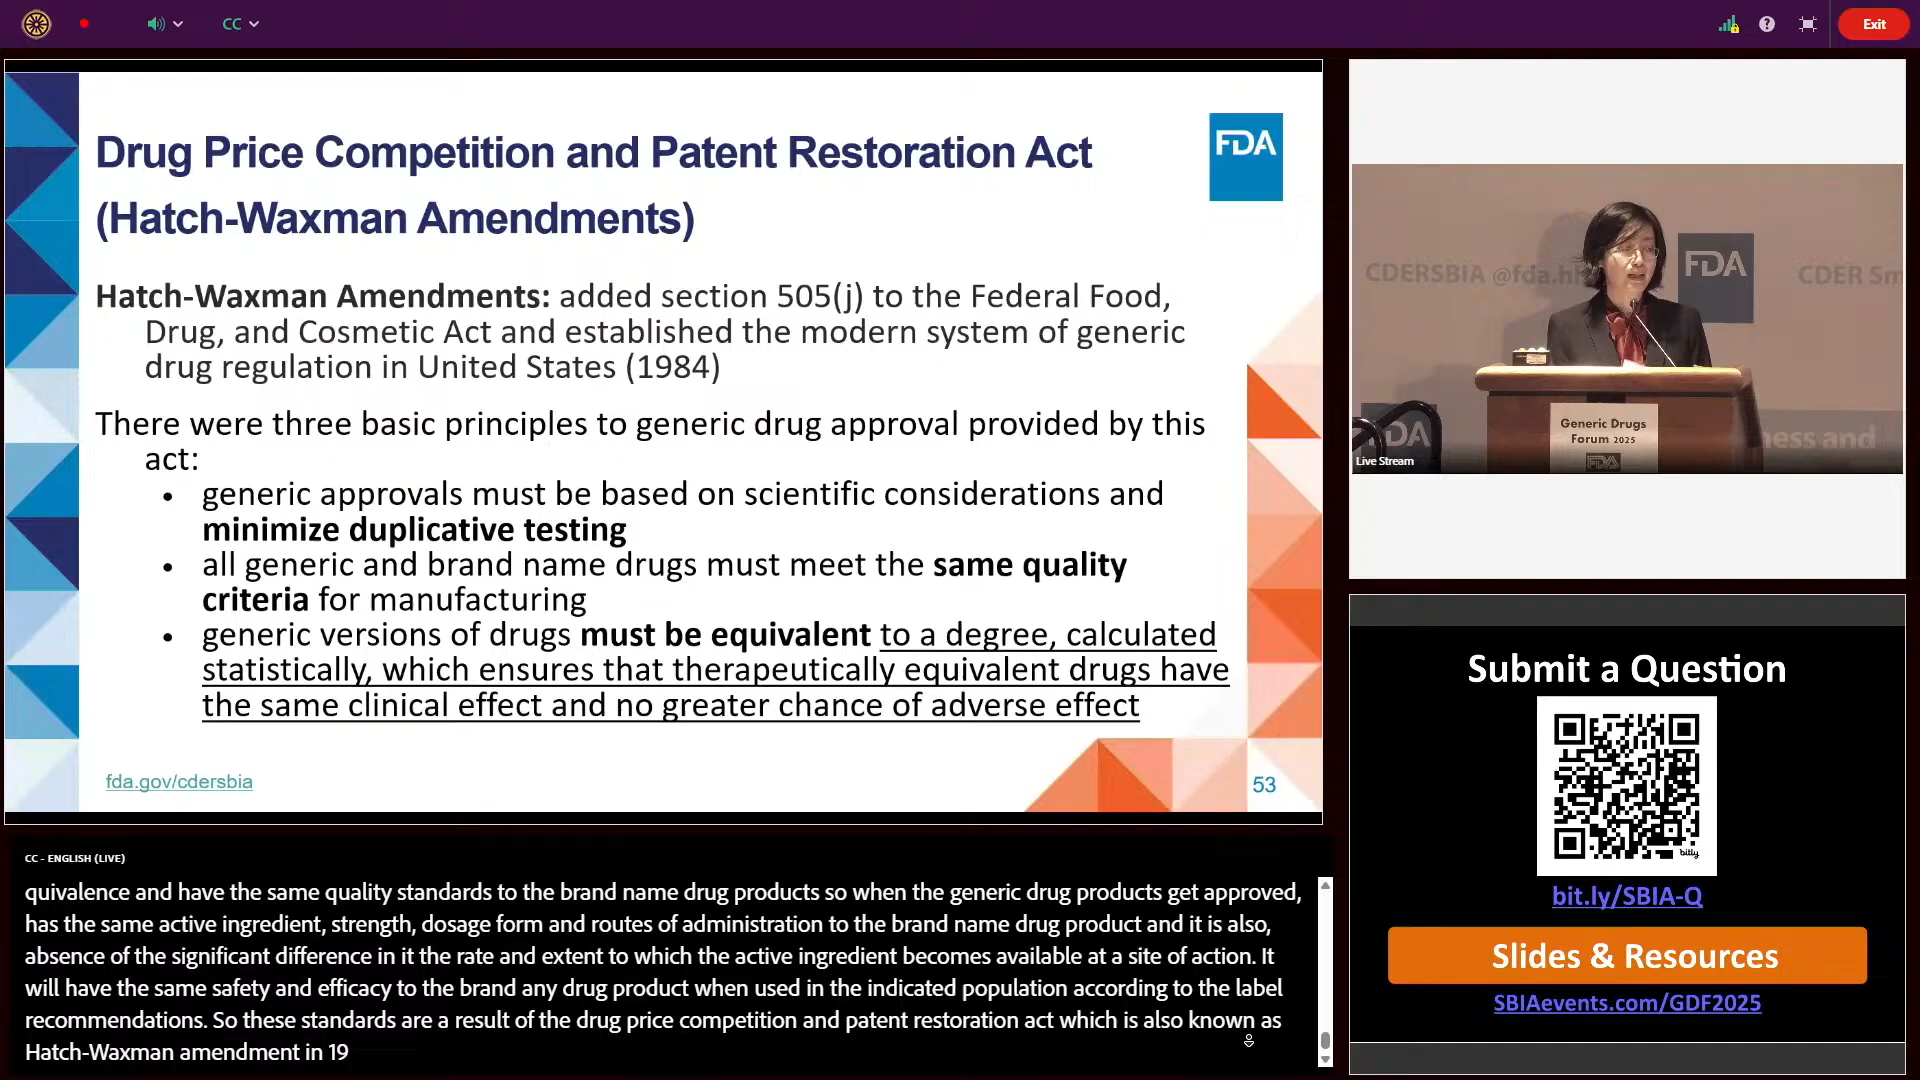 CC
Exit
Drug Price Competition and Patent Restoration Act
(Hatch-Waxman Amendments)
FDA
Hatch-Waxman Amendments: added section 505(j) to the Federal Food,
Drug, and Cosmetic Act and established the modern system of generic
drug regulation in United States (1984)
There were three basic principles to generic drug approval provided by this
act:
• generic approvals must be based on scientific considerations and
minimize duplicative testing
• all generic and brand name drugs must meet the same quality
criteria for manufacturing
• generic versions of drugs must be equivalent to a degree, calculated
statistically, which ensures that therapeutically equivalent drugs have
the same clinical effect and no greater chance of adverse effect
fda.gov/cdersbia
53
CDERSBIA @fda.h
FDA
CDER Sm
Generic Drugs
Forum 2025
FDA
DA
ness and
Live Stream
Submit a Question
bitly
bit.ly/SBIA-Q
Slides & Resources
SBIAevents.com/GDF2025
CC - ENGLISH (LIVE)
quivalence and have the same quality standards to the brand name drug products so when the generic drug products get approved,
has the same active ingredient, strength, dosage form and routes of administration to the brand name drug product and it is also,
absence of the significant difference in it the rate and extent to which the active ingredient becomes available at a site of action. It
will have the same safety and efficacy to the brand any drug product when used in the indicated population according to the label
recommendations. So these standards are a result of the drug price competition and patent restoration act which is also known as
Hatch-Waxman amendment in 19